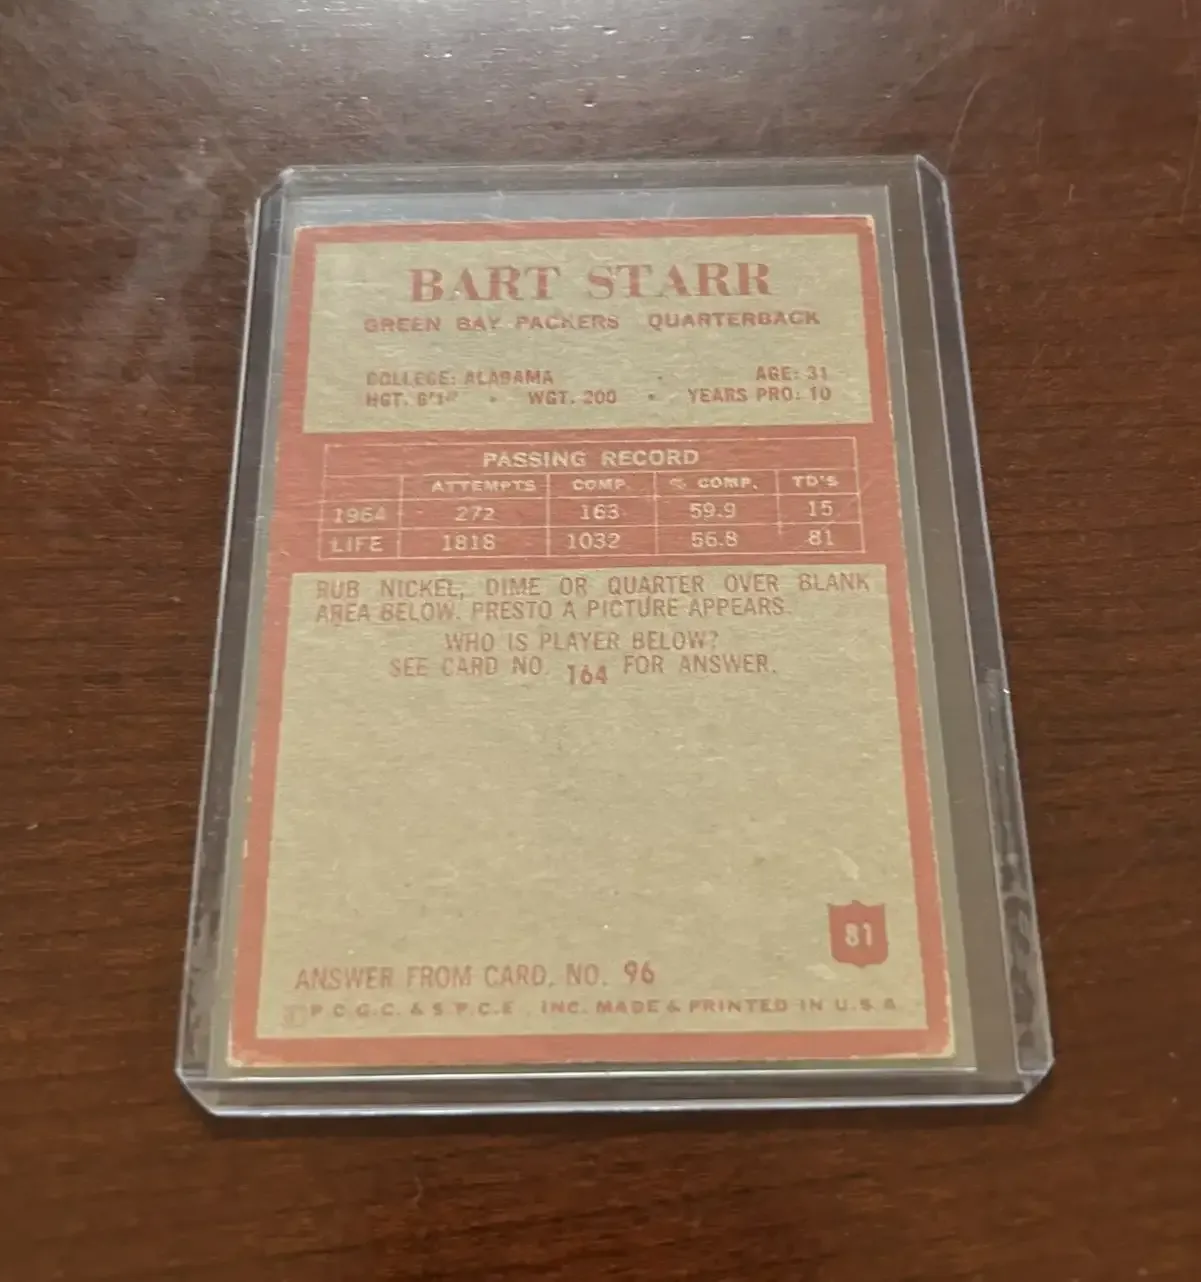 BART STARR
GREEN BAY PACKERS QUARTERBACK
COLLEGE: ALABAMA AGE: 31
HGT. 6'1" • WGT. 200 • YEARS PRO: 10
PASSING RECORD
ATTEMPTS COMP. % COMP. TD'S
1964 272 163 59.9 15
LIFE 1818 1032 56.8 81
RUB NICKEL, DIME OR QUARTER OVER BLANK
AREA BELOW. PRESTO A PICTURE APPEARS.
WHO IS PLAYER BELOW?
SEE CARD NO. 164 FOR ANSWER.
81
ANSWER FROM CARD. NO. 96
©P.C.G.C. & S.P.C.E., INC. MADE & PRINTED IN U.S.A.